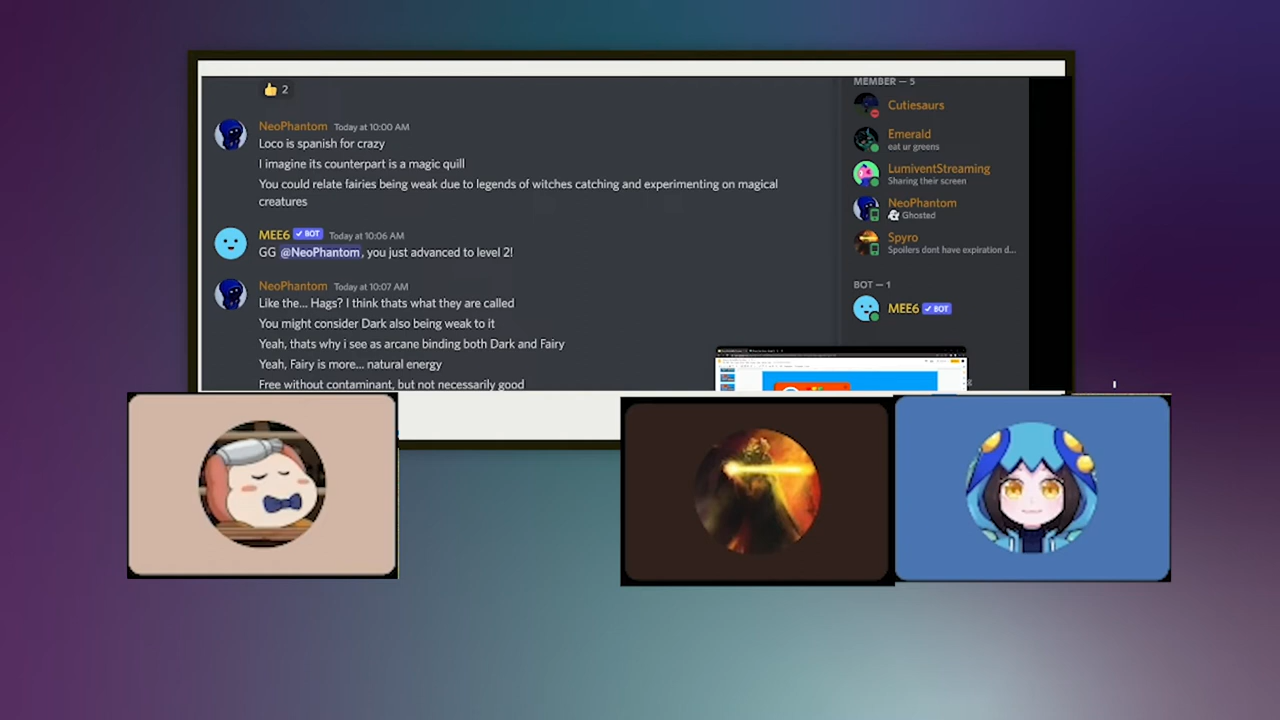 👍 2
NeoPhantom Today at 10:00 AM
Loco is spanish for crazy
I imagine its counterpart is a magic quill
You could relate fairies being weak due to legends of witches catching and experimenting on magical
creatures
MEE6 ✓ BOT Today at 10:06 AM
GG @NeoPhantom, you just advanced to level 2!
NeoPhantom Today at 10:07 AM
Like the... Hags? I think thats what they are called
You might consider Dark also being weak to it
Yeah, thats why i see as arcane binding both Dark and Fairy
Yeah, Fairy is more... natural energy
Free without contaminant, but not necessarily good
MEMBER — 5
Cutiesaurs
Emerald
eat ur greens
LumiventStreaming
Sharing their screen
NeoPhantom
Ghosted
Spyro
Spoilers dont have expiration d...
BOT — 1
MEE6 ✓ BOT